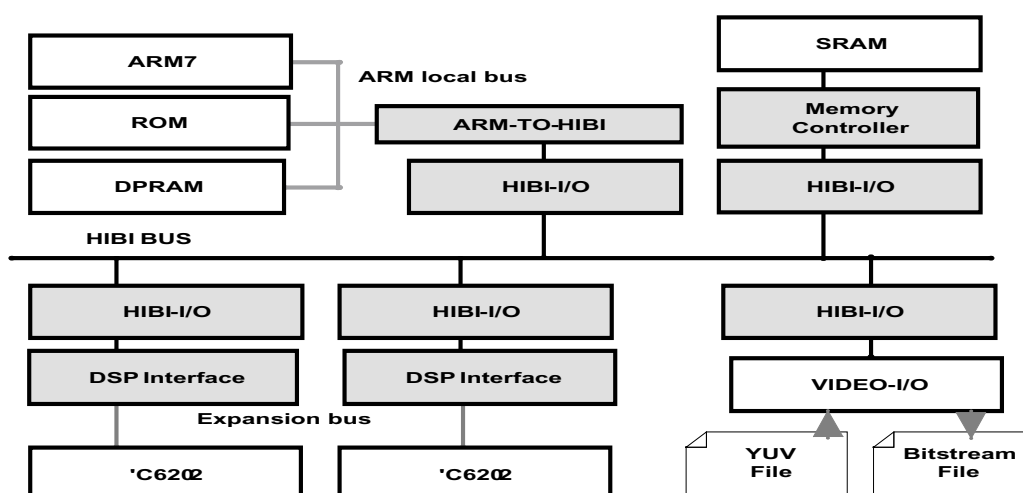 SRAM
ARM7
ARM local bus
Memory
Controller
ROM
ARM-TO-HIBI
DPRAM
HIBI-I/O
HIBI-I/O
HIBI BUS
HIBI-I/O
HIBI-I/O
HIBI-I/O
DSP Interface
DSP Interface
VIDEO-I/O
Expansion bus
YUV
File
Bitstream
File
'C6202
'C6202